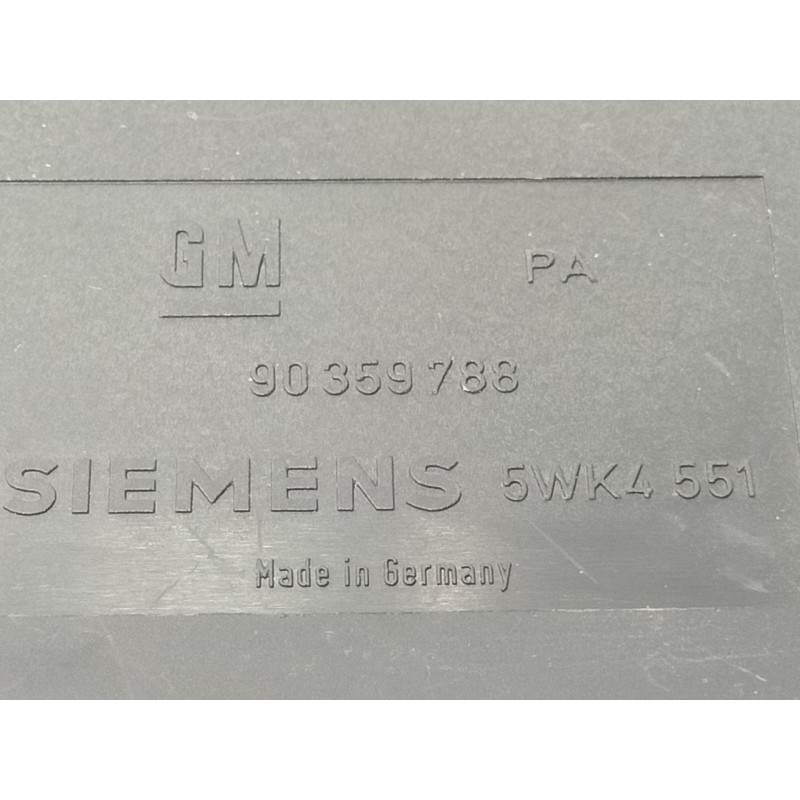 GM PA
90 359 788
SIEMENS 5WK4 551
Made in Germany